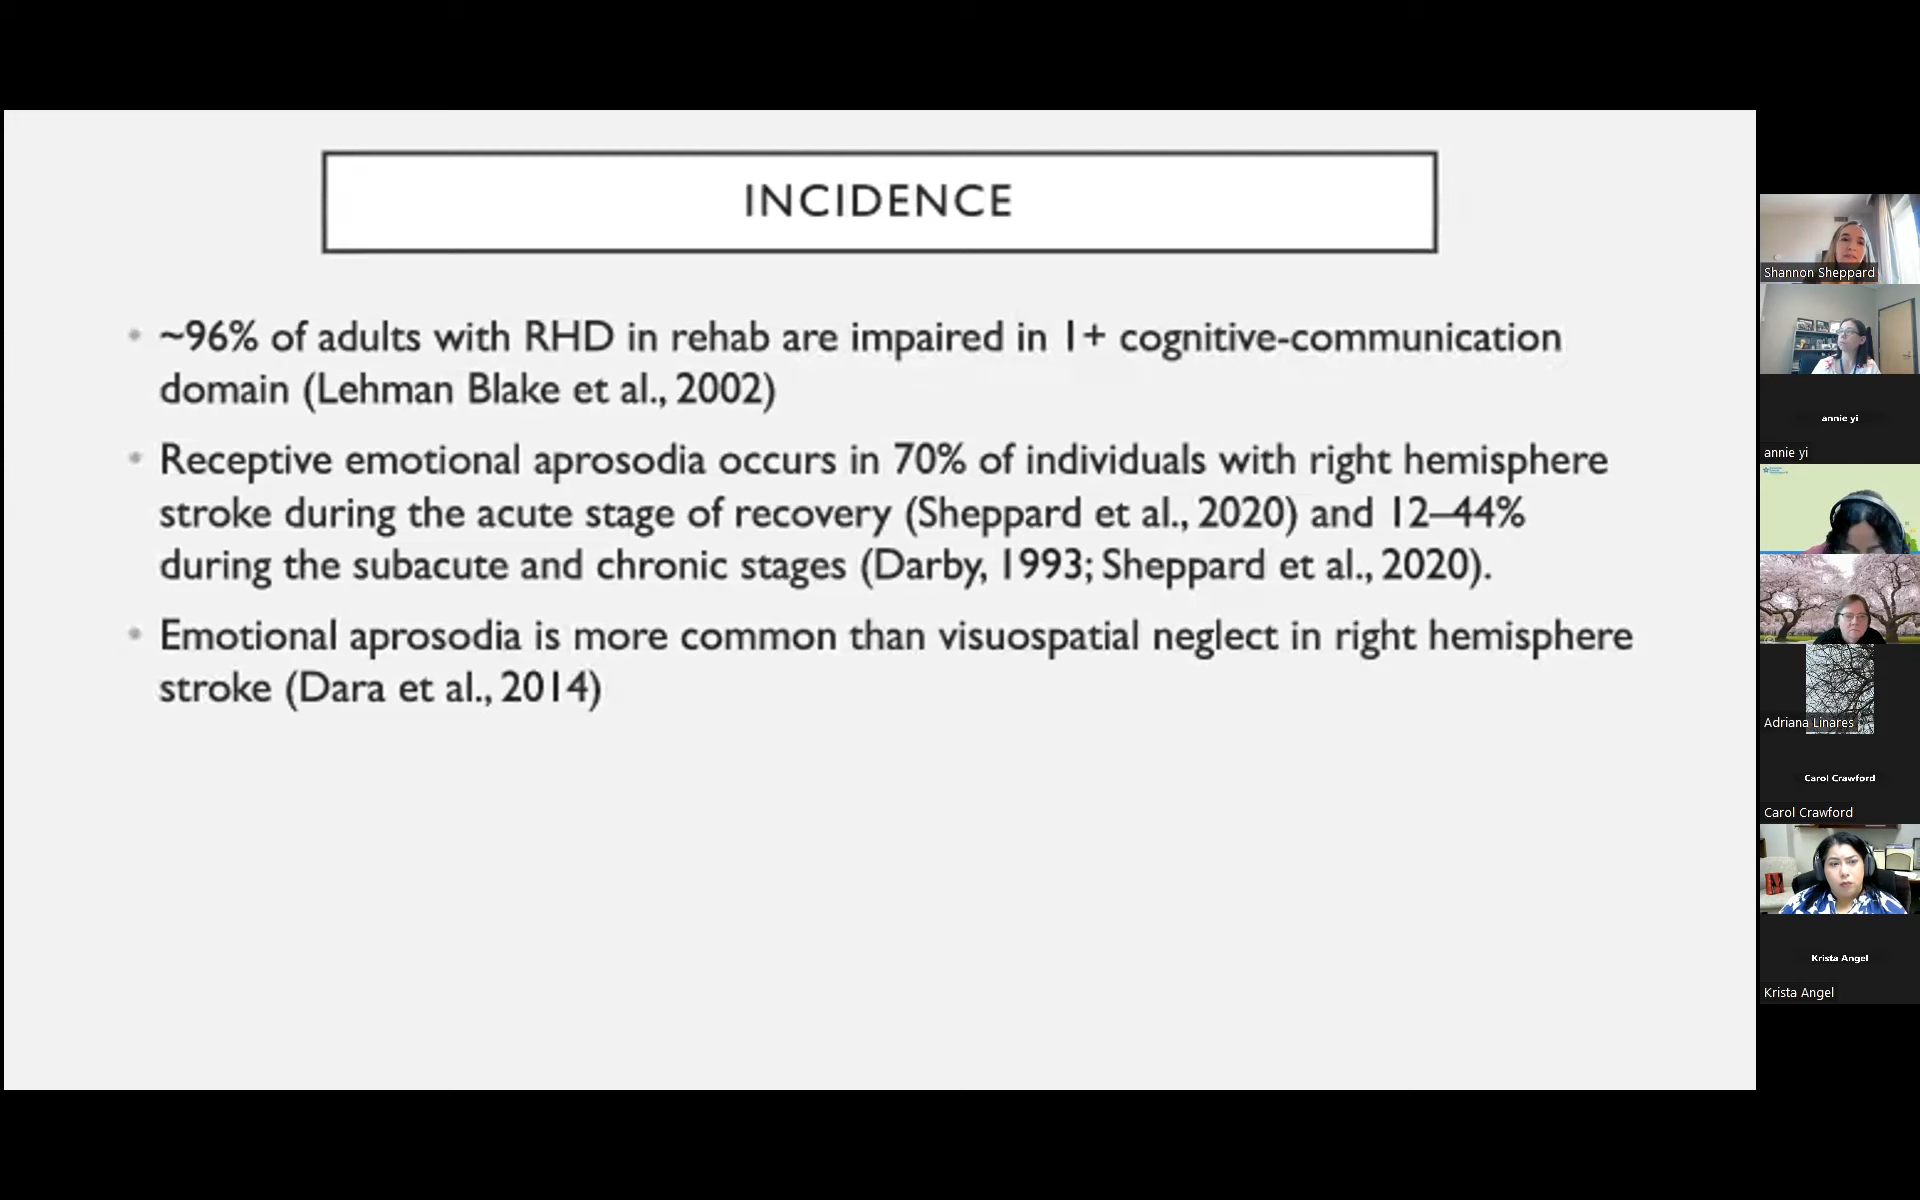 INCIDENCE
~96% of adults with RHD in rehab are impaired in 1+ cognitive-communication
domain (Lehman Blake et al., 2002)
Receptive emotional aprosodia occurs in 70% of individuals with right hemisphere
stroke during the acute stage of recovery (Sheppard et al., 2020) and 12–44%
during the subacute and chronic stages (Darby, 1993; Sheppard et al., 2020).
Emotional aprosodia is more common than visuospatial neglect in right hemisphere
stroke (Dara et al., 2014)
Shannon Sheppard
annie yi
annie yi
Adriana Linares
Carol Crawford
Carol Crawford
Krista Angel
Krista Angel